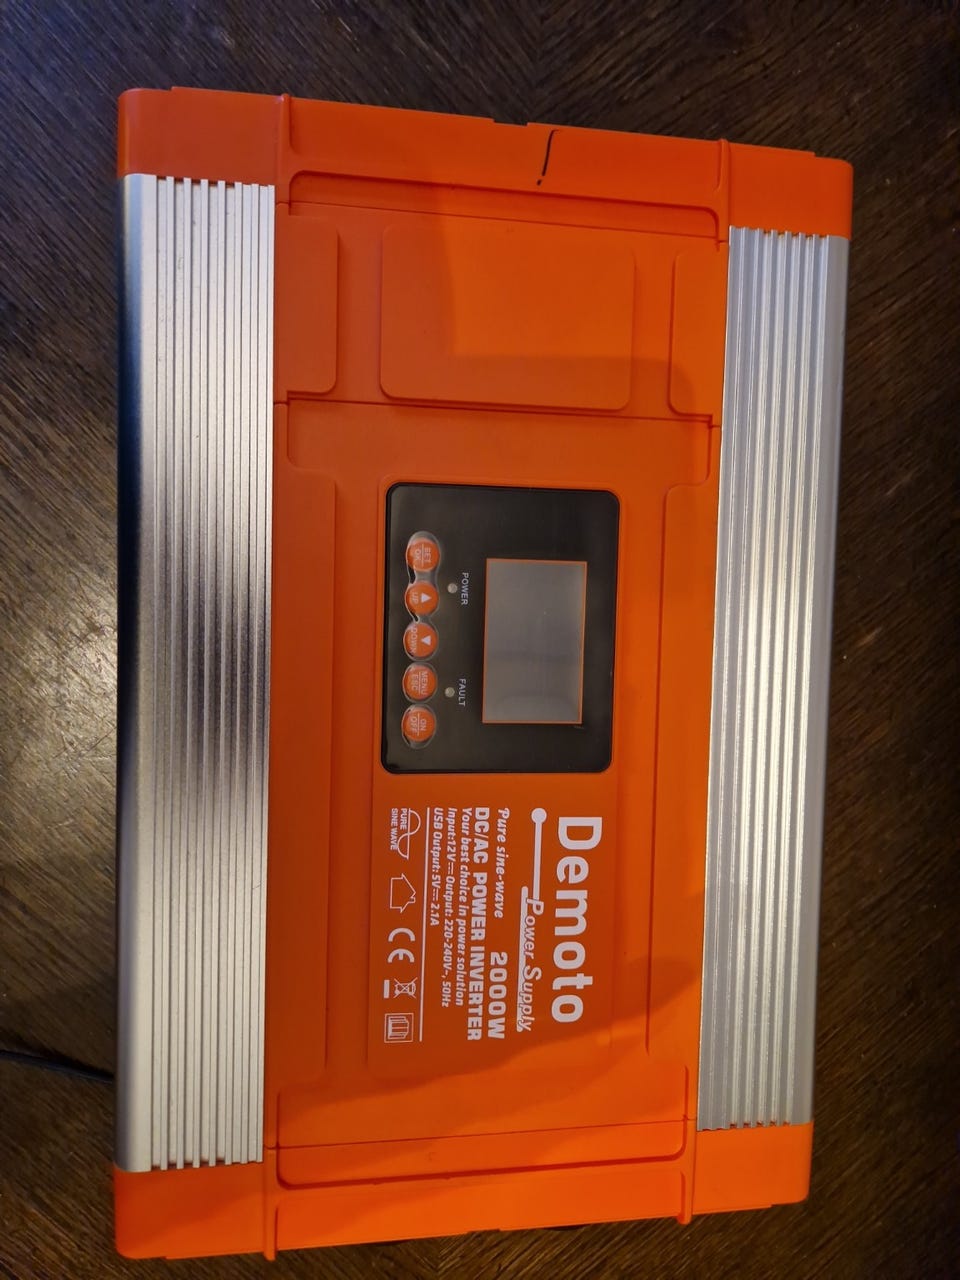 Demoto
Power Supply
Pure sine-wave 2000W
DC/AC POWER INVERTER
Your best choice in power solution
Input:12V⎓Output: 220-240V~, 50Hz
USB Output: 5V⎓ 2.1A
PURE
SINE WAVE
CE
POWER
FAULT
SET
OK
UP
DOWN
MENU
ESC
ON
OFF